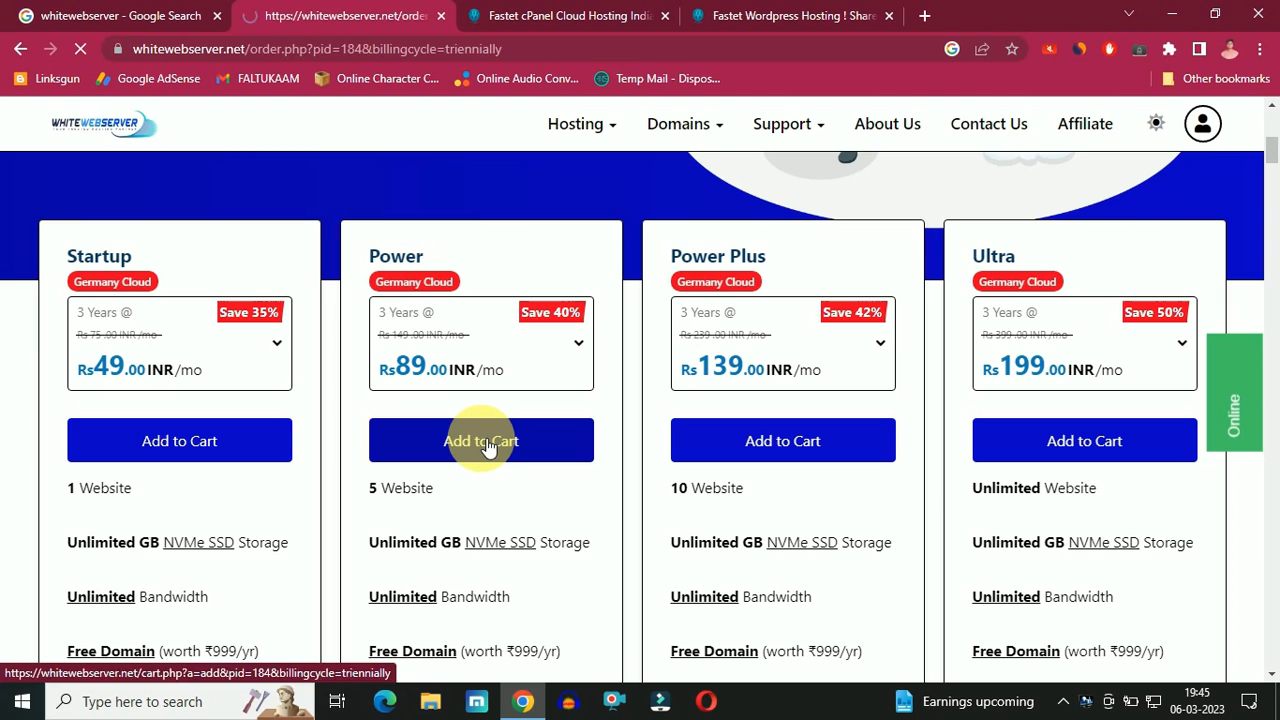 whitewebserver - Google Search
https://whitewebserver.net/orde
Fastet cPanel Cloud Hosting India
Fastet Wordpress Hosting ! Share
whitewebserver.net/order.php?pid=184&billingcycle=triennially
Linksgun
Google AdSense
FALTUKAAM
Online Character C...
Online Audio Conv...
Temp Mail - Dispos...
Other bookmarks
WHITEWEBSERVER
Hosting
Domains
Support
About Us
Contact Us
Affiliate
Startup
Power
Power Plus
Ultra
Germany Cloud
Germany Cloud
Germany Cloud
Germany Cloud
3 Years @
Save 35%
3 Years @
Save 40%
3 Years @
Save 42%
3 Years @
Save 50%
Rs 75 .00 INR /mo
Rs 149 .00 INR /mo
Rs 239 .00 INR /mo
Rs 399 .00 INR /mo
Rs49.00 INR/mo
Rs89.00 INR/mo
Rs139.00 INR/mo
Rs199.00 INR/mo
Add to Cart
Add to Cart
Add to Cart
Add to Cart
Online
1 Website
5 Website
10 Website
Unlimited Website
Unlimited GB NVMe SSD Storage
Unlimited GB NVMe SSD Storage
Unlimited GB NVMe SSD Storage
Unlimited GB NVMe SSD Storage
Unlimited Bandwidth
Unlimited Bandwidth
Unlimited Bandwidth
Unlimited Bandwidth
Free Domain (worth ₹999/yr)
Free Domain (worth ₹999/yr)
Free Domain (worth ₹999/yr)
Free Domain (worth ₹999/yr)
https://whitewebserver.net/cart.php?a=add&pid=184&billingcycle=triennially
Type here to search
Earnings upcoming
19:45
06-03-2023